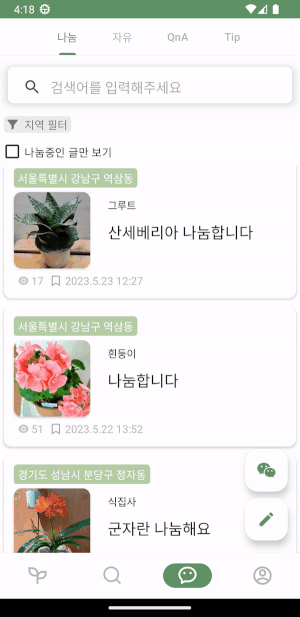 4:18
나눔 자유 QnA Tip
검색어를 입력해주세요
지역 필터
나눔중인 글만 보기
서울특별시 강남구 역삼동
그루트
산세베리아 나눔합니다
17 2023.5.23 12:27
서울특별시 강남구 역삼동
흰둥이
나눔합니다
51 2023.5.22 13:52
경기도 성남시 분당구 정자동
식집사
군자란 나눔해요